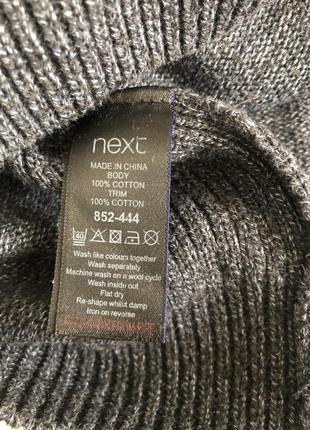 next
MADE IN CHINA
BODY
100% COTTON
TRIM
100% COTTON
852-444
40
Wash like colours together
Wash separately
Machine wash on a wool cycle
Wash inside out
Flat dry
Re-shape whilst damp
Iron on reverse